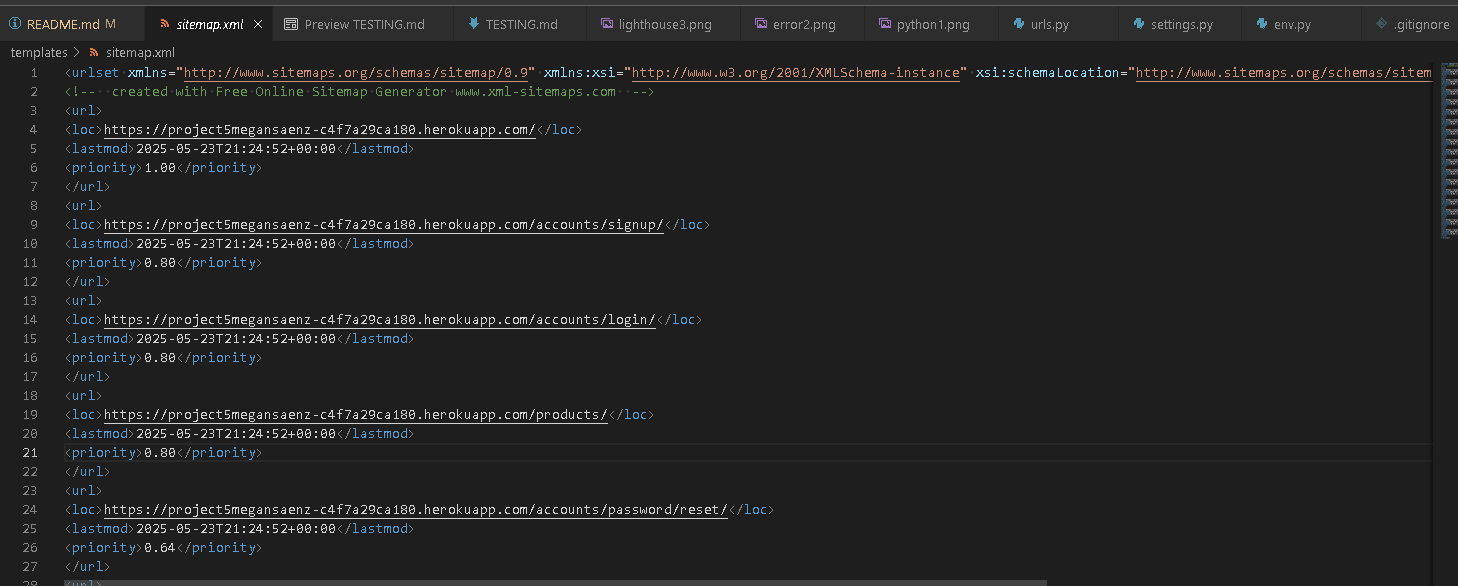 README.md M sitemap.xml Preview TESTING.md TESTING.md lighthouse3.png error2.png python1.png urls.py settings.py env.py .gitignore
templates > sitemap.xml
1 <urlset xmlns="http://www.sitemaps.org/schemas/sitemap/0.9" xmlns:xsi="http://www.w3.org/2001/XMLSchema-instance" xsi:schemaLocation="http://www.sitemaps.org/schemas/sitem
2 <!-- created with Free Online Sitemap Generator www.xml-sitemaps.com -->
3 <url>
4 <loc>https://project5megansaenz-c4f7a29ca180.herokuapp.com/</loc>
5 <lastmod>2025-05-23T21:24:52+00:00</lastmod>
6 <priority>1.00</priority>
7 </url>
8 <url>
9 <loc>https://project5megansaenz-c4f7a29ca180.herokuapp.com/accounts/signup/</loc>
10 <lastmod>2025-05-23T21:24:52+00:00</lastmod>
11 <priority>0.80</priority>
12 </url>
13 <url>
14 <loc>https://project5megansaenz-c4f7a29ca180.herokuapp.com/accounts/login/</loc>
15 <lastmod>2025-05-23T21:24:52+00:00</lastmod>
16 <priority>0.80</priority>
17 </url>
18 <url>
19 <loc>https://project5megansaenz-c4f7a29ca180.herokuapp.com/products/</loc>
20 <lastmod>2025-05-23T21:24:52+00:00</lastmod>
21 <priority>0.80</priority>
22 </url>
23 <url>
24 <loc>https://project5megansaenz-c4f7a29ca180.herokuapp.com/accounts/password/reset/</loc>
25 <lastmod>2025-05-23T21:24:52+00:00</lastmod>
26 <priority>0.64</priority>
27 </url>
28 <url>